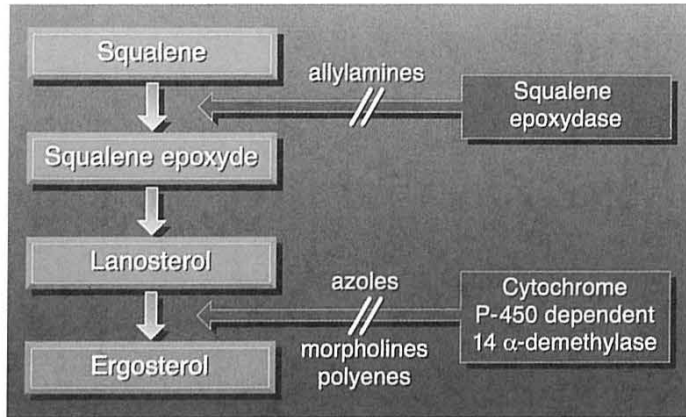 Squalene
allylamines
Squalene
epoxydase
Squalene epoxyde
Lanosterol
azoles
Cytochrome
P-450 dependent
14 α-demethylase
morpholines
polyenes
Ergosterol